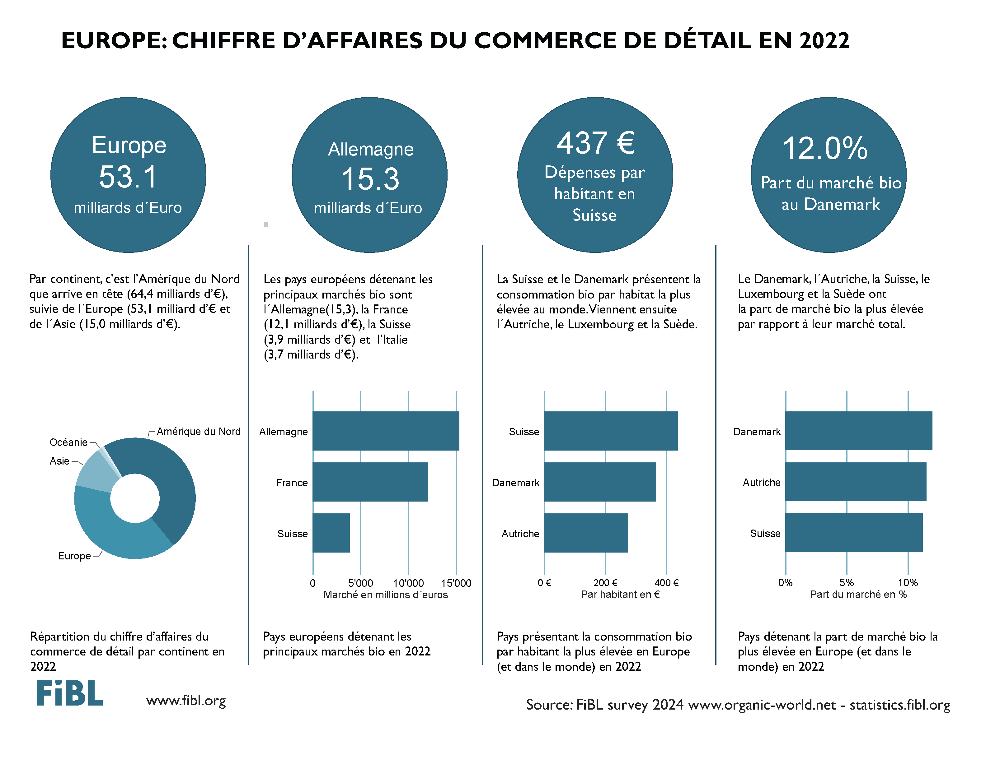 EUROPE: CHIFFRE D’AFFAIRES DU COMMERCE DE DÉTAIL EN 2022
Europe
53.1
milliards d´Euro
Allemagne
15.3
milliards d´Euro
437 €
Dépenses par
habitant en
Suisse
12.0%
Part du marché bio
au Danemark
Par continent, c’est l’Amérique du Nord
que arrive en tête (64,4 milliards d’€),
suivie de l´Europe (53,1 milliard d’€ et
de l´Asie (15,0 milliards d’€).
Les pays européens détenant les
principaux marchés bio sont
l´Allemagne(15,3), la France
(12,1 milliards d’€), la Suisse
(3,9 milliards d’€) et l’Italie
(3,7 milliards d’€).
La Suisse et le Danemark présentent la
consommation bio par habitat la plus
élevée au monde. Viennent ensuite
l´Autriche, le Luxembourg et la Suède.
Le Danemark, l´Autriche, la Suisse, le
Luxembourg et la Suède ont
la part de marché bio la plus élevée
par rapport à leur marché total.
Amérique du Nord
Océanie
Asie
Europe
Allemagne
France
Suisse
0 5'000 10'000 15'000
Marché en millions d´euros
Suisse
Danemark
Autriche
0 € 200 € 400 €
Par habitant en €
Danemark
Autriche
Suisse
0% 5% 10%
Part du marché en %
Répartition du chiffre d’affaires du
commerce de détail par continent en
2022
Pays européens détenant les
principaux marchés bio en 2022
Pays présentant la consommation bio
par habitant la plus élevée en Europe
(et dans le monde) en 2022
Pays détenant la part de marché bio la
plus élevée en Europe (et dans le
monde) en 2022
FiBL
www.fibl.org
Source: FiBL survey 2024 www.organic-world.net - statistics.fibl.org